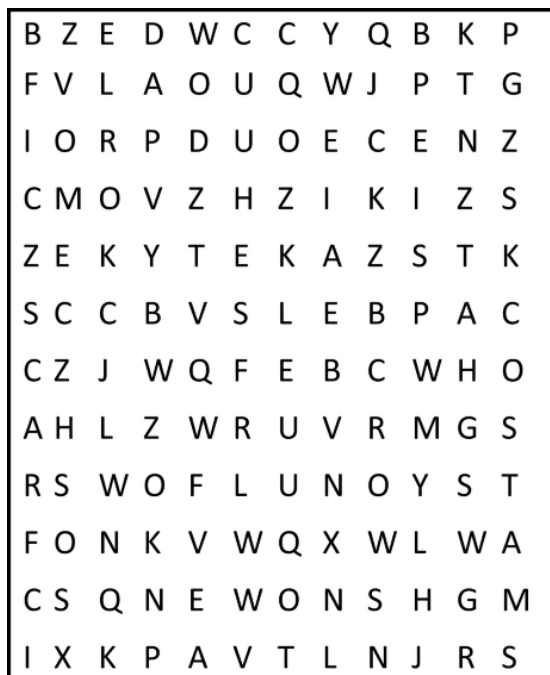 B Z E D W C C Y Q B K P
F V L A O U Q W J P T G
I O R P D U O E C E N Z
C M O V Z H Z I K I Z S
Z E K Y T E K A Z S T K
S C C B V S L E B P A C
C Z J W Q F E B C W H O
A H L Z W R U V R M G S
R S W O F L U N O Y S T
F O N K V W Q X W L W A
C S Q N E W O N S H G M
I X K P A V T L N J R S